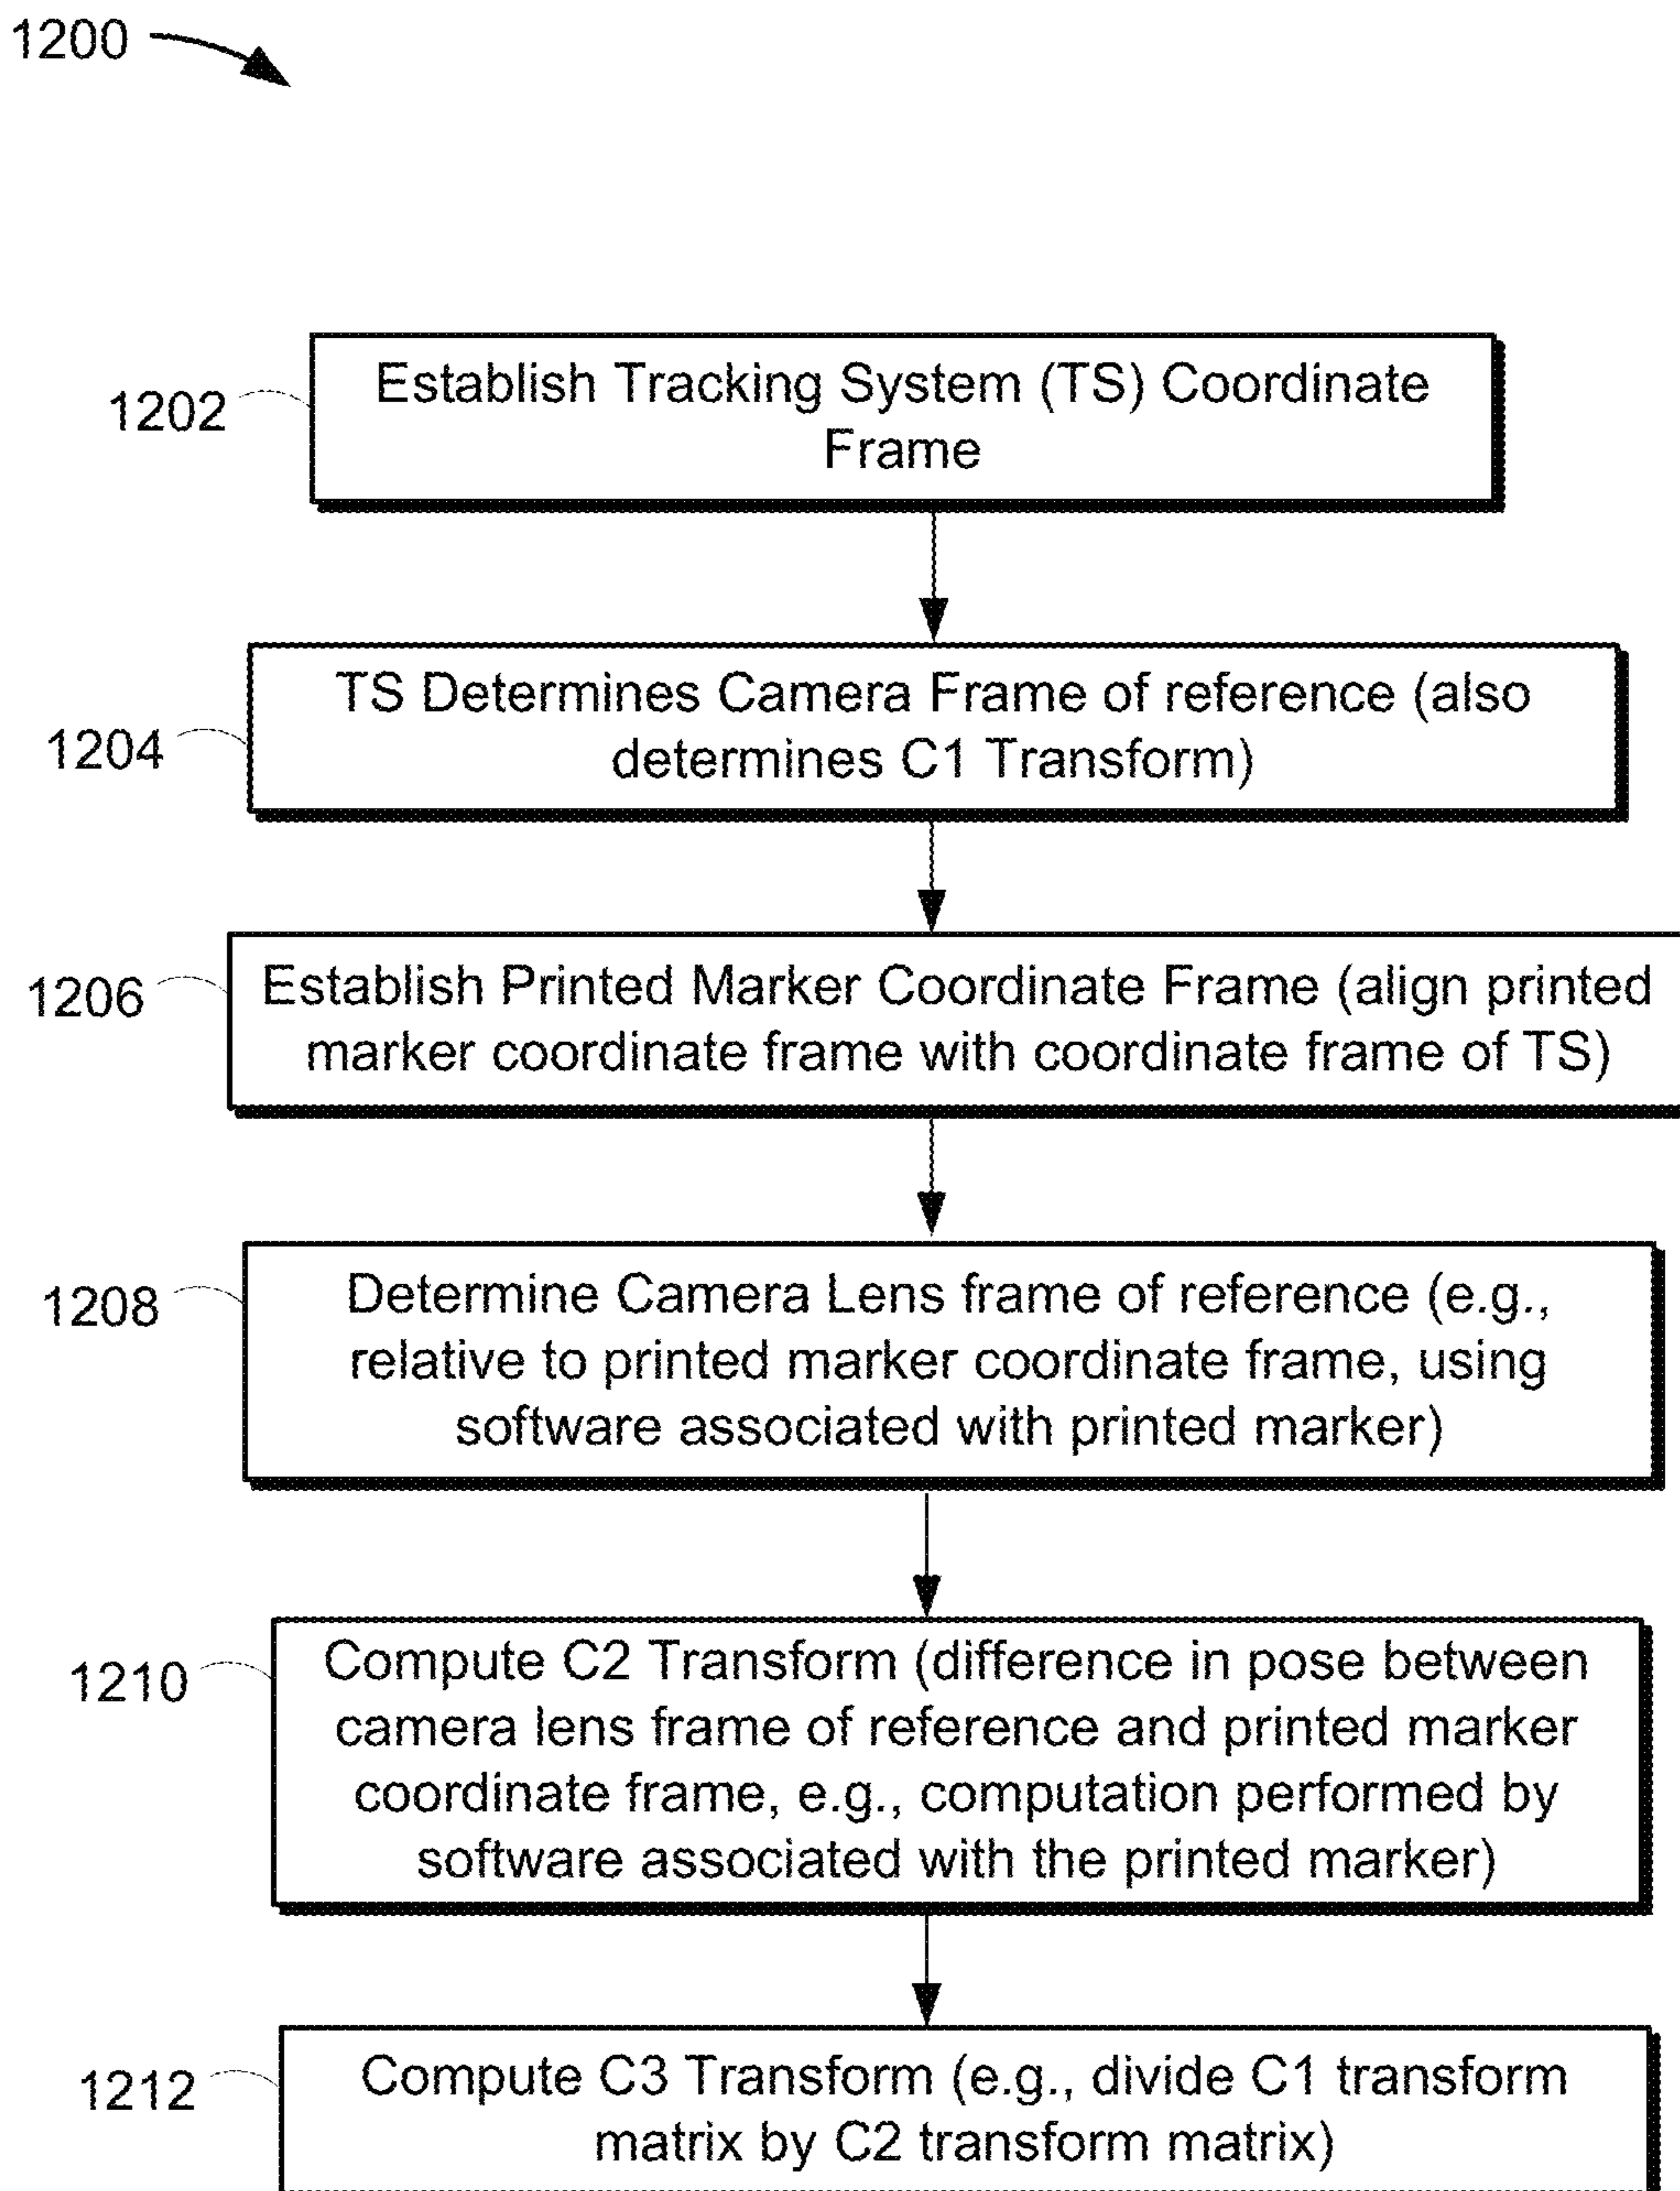 1200
1202
Establish Tracking System (TS) Coordinate
Frame
1204
TS Determines Camera Frame of reference (also
determines C1 Transform)
1206
Establish Printed Marker Coordinate Frame (align printed
marker coordinate frame with coordinate frame of TS)
1208
Determine Camera Lens frame of reference (e.g.,
relative to printed marker coordinate frame, using
software associated with printed marker)
1210
Compute C2 Transform (difference in pose between
camera lens frame of reference and printed marker
coordinate frame, e.g., computation performed by
software associated with the printed marker)
1212
Compute C3 Transform (e.g., divide C1 transform
matrix by C2 transform matrix)